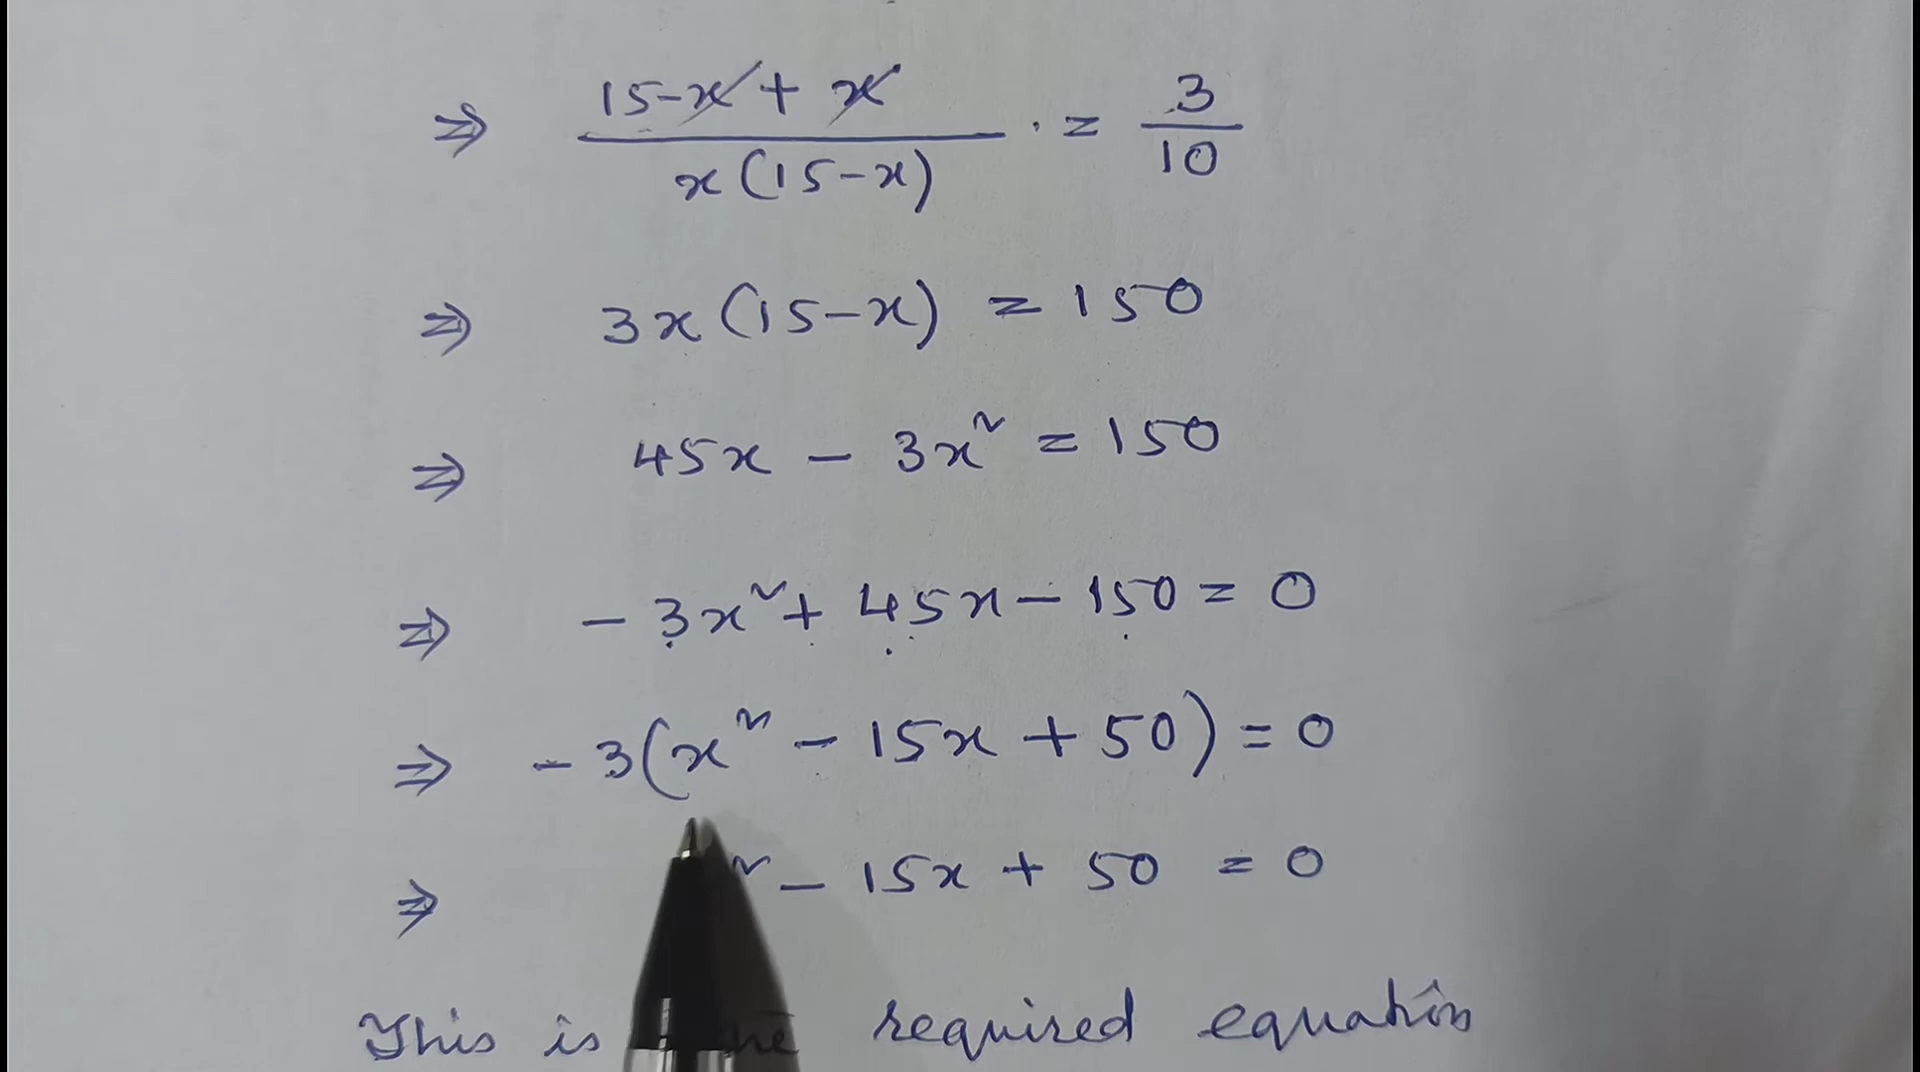 ⇒ (15-x + x)/(x(15-x)) = 3/10
⇒ 3x(15-x) = 150
⇒ 45x - 3x² = 150
⇒ -3x² + 45x - 150 = 0
⇒ -3(x² - 15x + 50) = 0
⇒ ² - 15x + 50 = 0
This is required equation